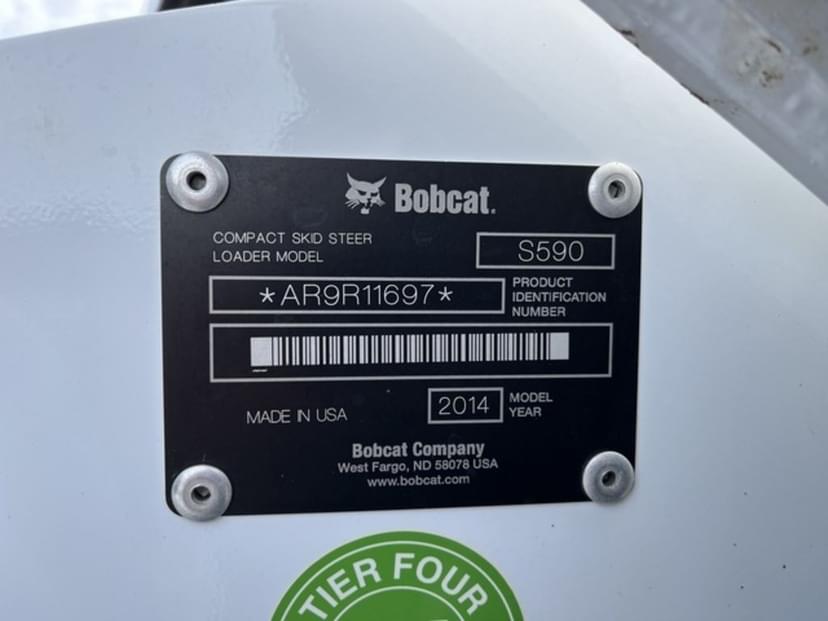 Bobcat.
COMPACT SKID STEER
LOADER MODEL
S590
*AR9R11697*
PRODUCT
IDENTIFICATION
NUMBER
MADE IN USA
2014
MODEL
YEAR
Bobcat Company
West Fargo, ND 58078 USA
www.bobcat.com
TIER FOUR